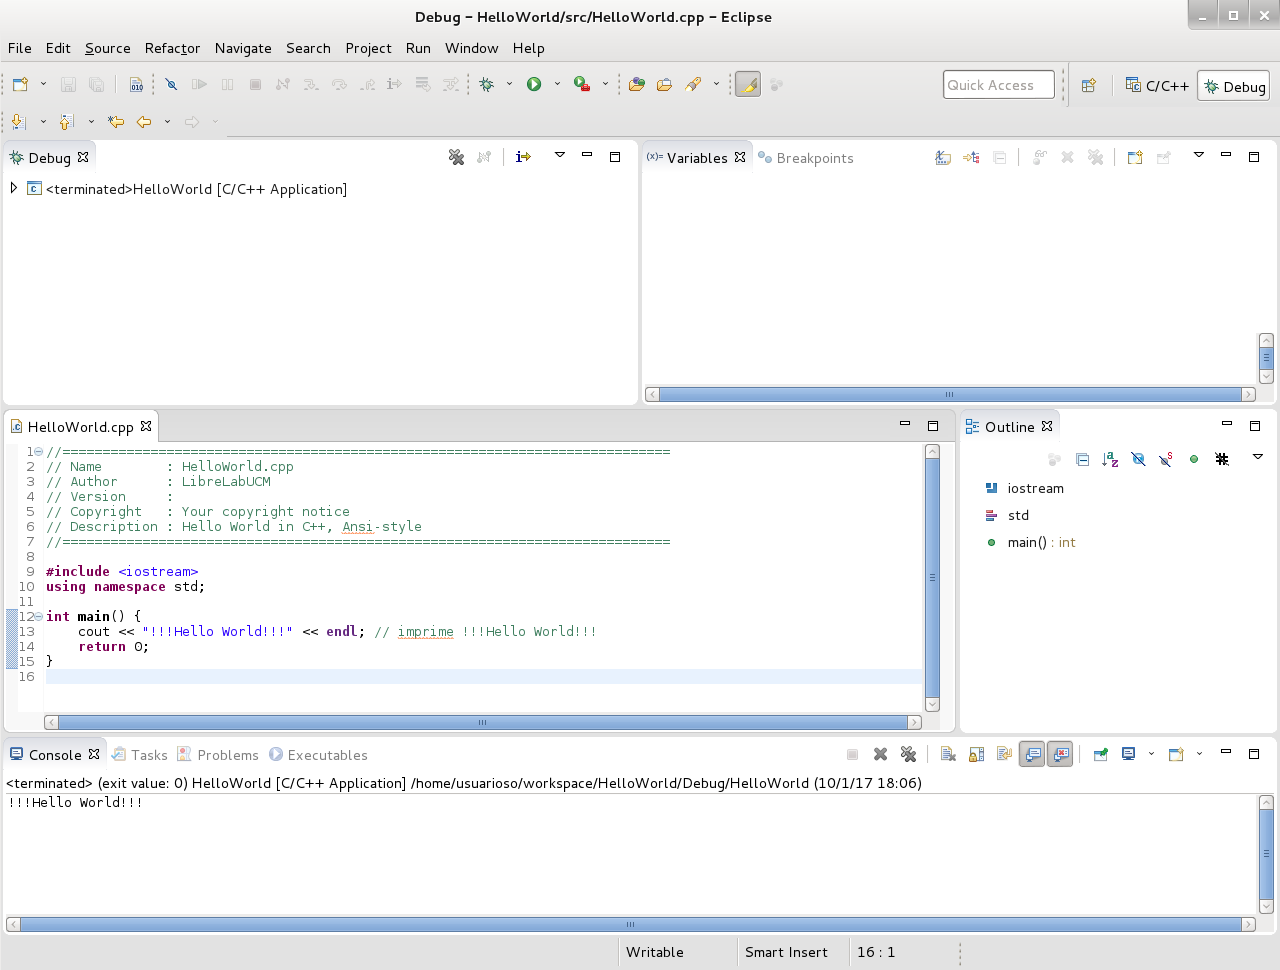 Debug – HelloWorld/src/HelloWorld.cpp – Eclipse
File Edit Source Refactor Navigate Search Project Run Window Help
010 Quick Access C/C++ Debug
Debug
<terminated>HelloWorld [C/C++ Application]
(x)= Variables Breakpoints
HelloWorld.cpp
1 //============================================================================
2 // Name        : HelloWorld.cpp
3 // Author      : LibreLabUCM
4 // Version     :
5 // Copyright   : Your copyright notice
6 // Description : Hello World in C++, Ansi-style
7 //============================================================================
8
9 #include <iostream>
10 using namespace std;
11
12 int main() {
13     cout << "!!!Hello World!!!" << endl; // imprime !!!Hello World!!!
14     return 0;
15 }
16
Outline
iostream
std
main() : int
Console Tasks Problems Executables
<terminated> (exit value: 0) HelloWorld [C/C++ Application] /home/usuarioso/workspace/HelloWorld/Debug/HelloWorld (10/1/17 18:06)
!!!Hello World!!!
Writable Smart Insert 16 : 1